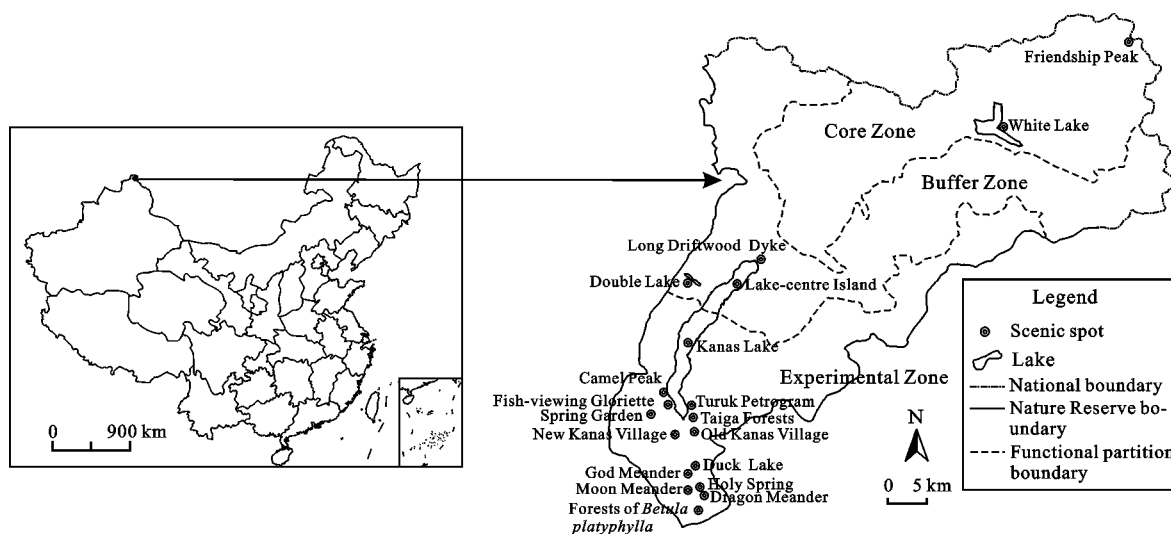 Friendship Peak
Core Zone
White Lake
Buffer Zone
Long Driftwood Dyke
Double Lake
Lake-centre Island
Kanas Lake
Camel Peak
Experimental Zone
Fish-viewing Gloriette
Turuk Petrogram
Spring Garden
Taiga Forests
New Kanas Village
Old Kanas Village
Duck Lake
God Meander
Holy Spring
Moon Meander
Dragon Meander
Forests of Betula
platyphylla
0 900 km
N
0 5 km
Legend
Scenic spot
Lake
National boundary
Nature Reserve bo-
undary
Functional partition
boundary